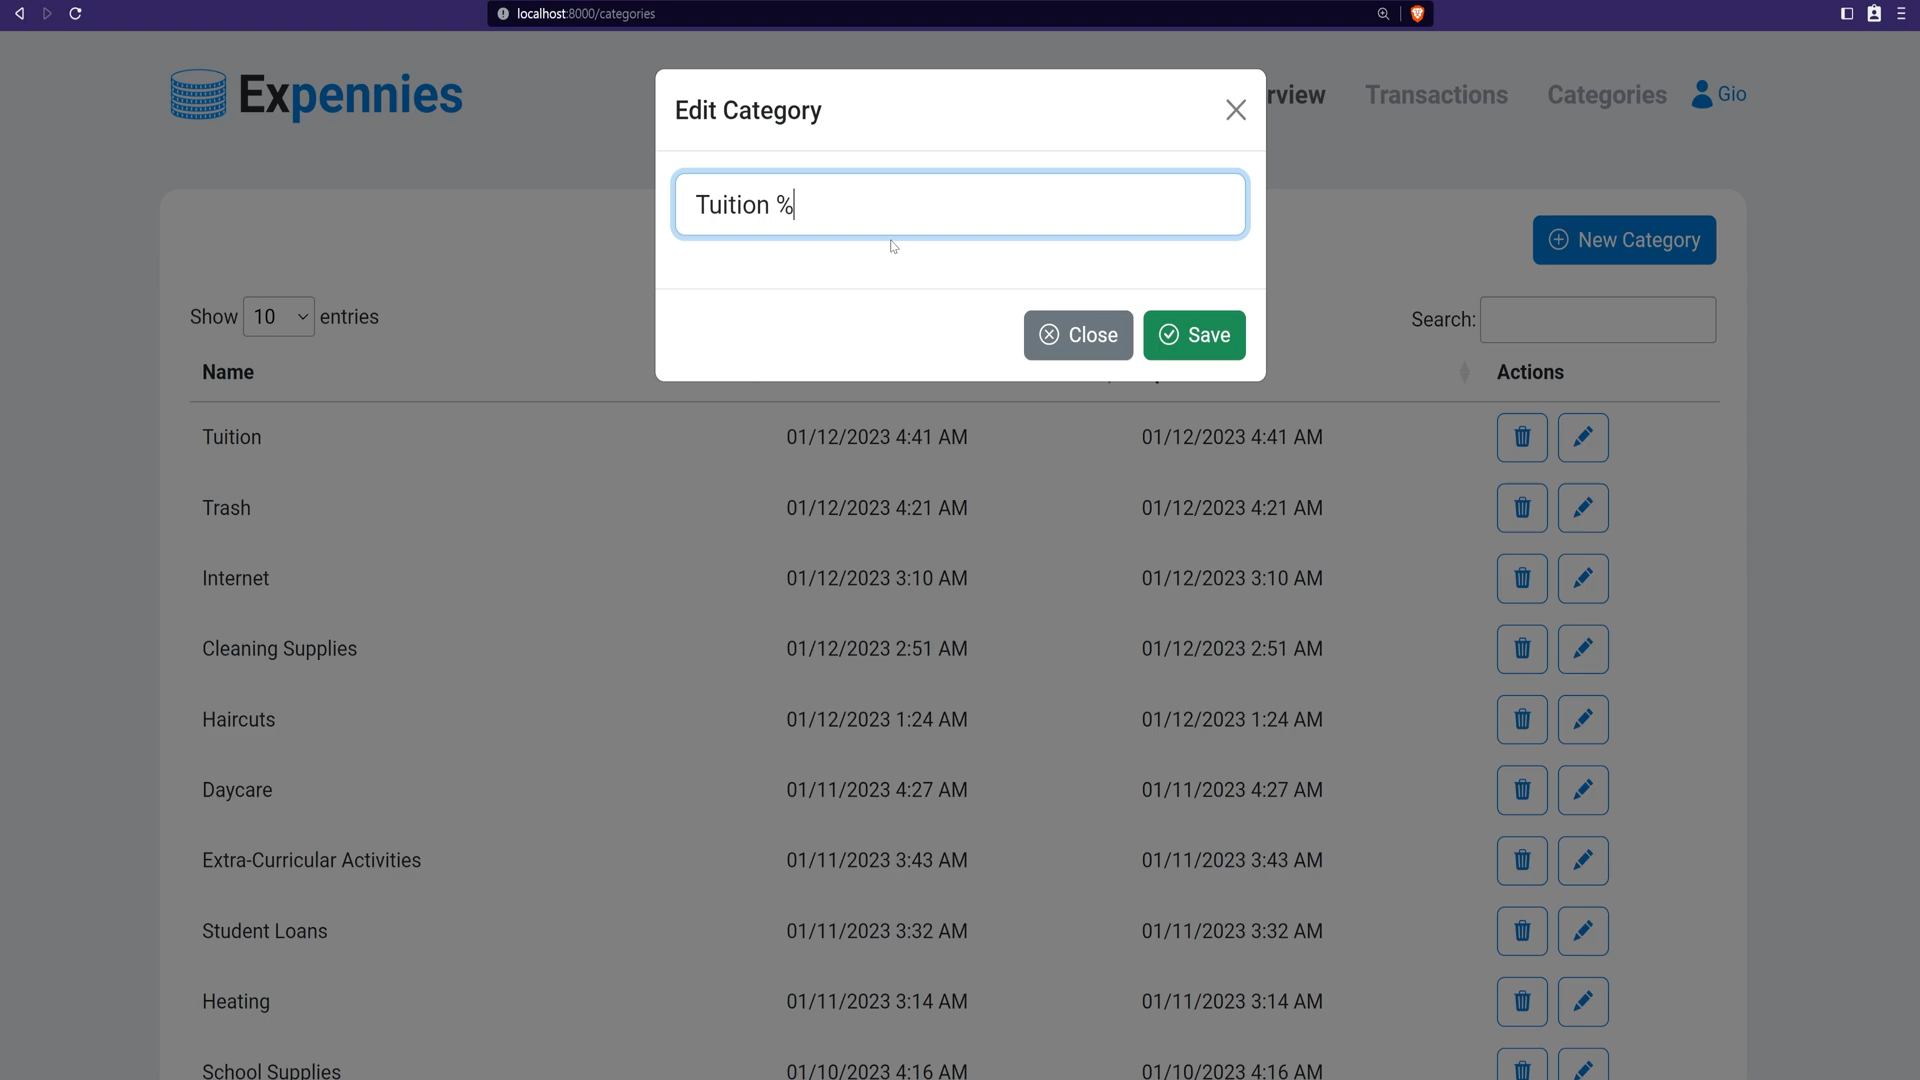 localhost:8000/categories
Expennies
Edit Category
rview
Transactions
Categories
Gio
Tuition %
New Category
Show 10 entries
Search:
Close
Save
Name
Actions
Tuition 01/12/2023 4:41 AM 01/12/2023 4:41 AM
Trash 01/12/2023 4:21 AM 01/12/2023 4:21 AM
Internet 01/12/2023 3:10 AM 01/12/2023 3:10 AM
Cleaning Supplies 01/12/2023 2:51 AM 01/12/2023 2:51 AM
Haircuts 01/12/2023 1:24 AM 01/12/2023 1:24 AM
Daycare 01/11/2023 4:27 AM 01/11/2023 4:27 AM
Extra-Curricular Activities 01/11/2023 3:43 AM 01/11/2023 3:43 AM
Student Loans 01/11/2023 3:32 AM 01/11/2023 3:32 AM
Heating 01/11/2023 3:14 AM 01/11/2023 3:14 AM
School Supplies 01/10/2023 4:16 AM 01/10/2023 4:16 AM